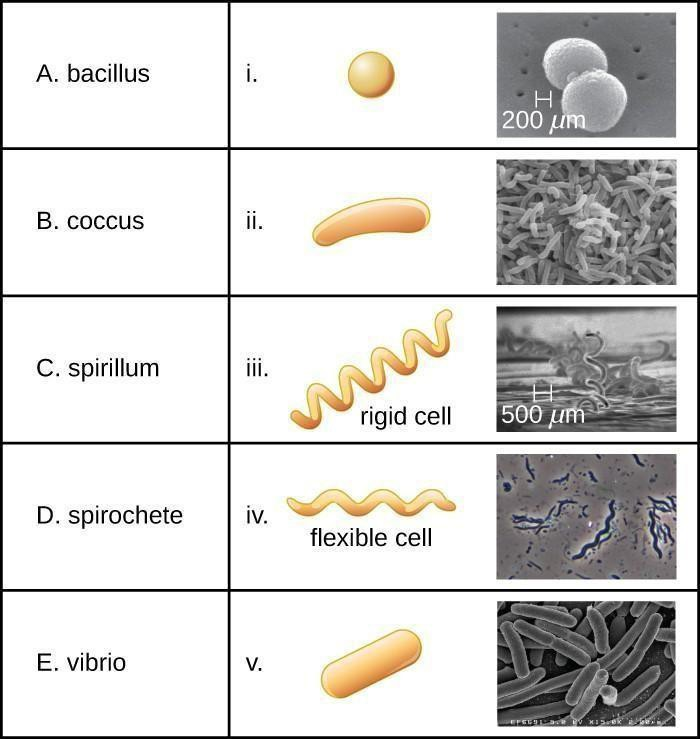 A. bacillus
i.
200 μm
B. coccus
ii.
C. spirillum
iii.
rigid cell
500 μm
D. spirochete
iv.
flexible cell
E. vibrio
v.